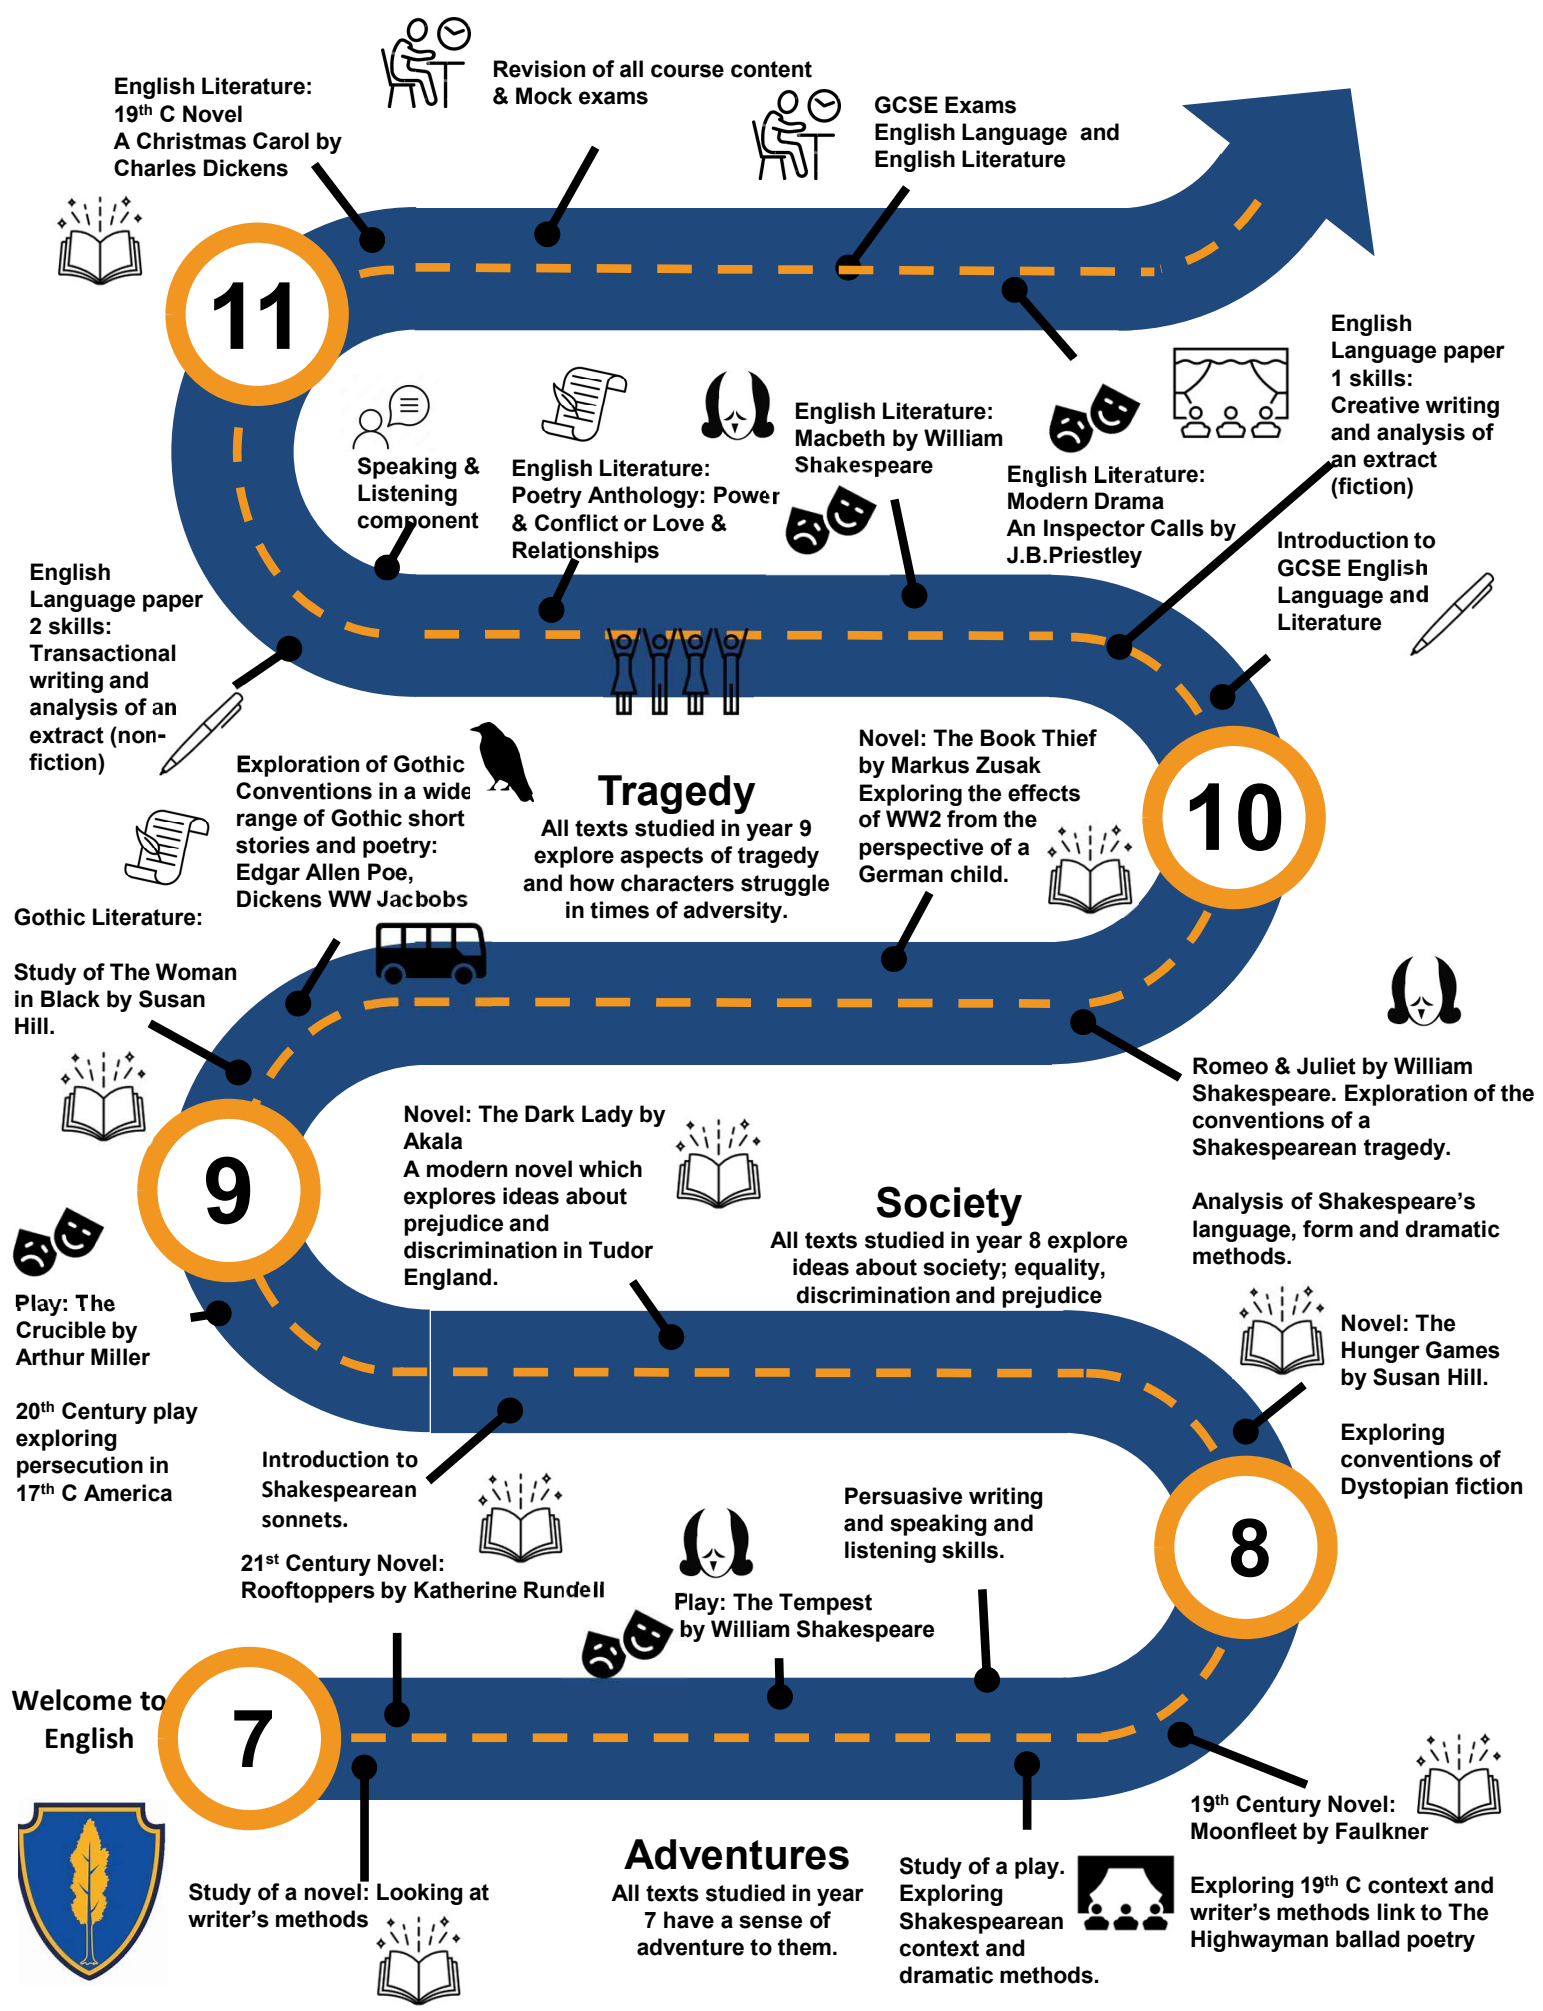 English Literature:
19th C Novel
A Christmas Carol by
Charles Dickens
Revision of all course content
& Mock exams
GCSE Exams
English Language and
English Literature
11
English
Language paper
1 skills:
Creative writing
and analysis of
an extract
(fiction)
Speaking &
Listening
component
English Literature:
Poetry Anthology: Power
& Conflict or Love &
Relationships
English Literature:
Macbeth by William
Shakespeare
English Literature:
Modern Drama
An Inspector Calls by
J.B.Priestley
Introduction to
GCSE English
Language and
Literature
English
Language paper
2 skills:
Transactional
writing and
analysis of an
extract (non-
fiction)
10
Exploration of Gothic
Conventions in a wide
range of Gothic short
stories and poetry:
Edgar Allen Poe,
Dickens WW Jacbobs
Tragedy
All texts studied in year 9
explore aspects of tragedy
and how characters struggle
in times of adversity.
Novel: The Book Thief
by Markus Zusak
Exploring the effects
of WW2 from the
perspective of a
German child.
Gothic Literature:
Study of The Woman
in Black by Susan
Hill.
Romeo & Juliet by William
Shakespeare. Exploration of the
conventions of a
Shakespearean tragedy.
Analysis of Shakespeare's
language, form and dramatic
methods.
9
Novel: The Dark Lady by
Akala
A modern novel which
explores ideas about
prejudice and
discrimination in Tudor
England.
Society
All texts studied in year 8 explore
ideas about society; equality,
discrimination and prejudice
Play: The
Crucible by
Arthur Miller
20th Century play
exploring
persecution in
17th C America
Novel: The
Hunger Games
by Susan Hill.
Exploring
conventions of
Dystopian fiction
Introduction to
Shakespearean
sonnets.
8
21st Century Novel:
Rooftoppers by Katherine Rundell
Play: The Tempest
by William Shakespeare
Persuasive writing
and speaking and
listening skills.
Welcome to
English
7
Study of a novel: Looking at
writer's methods
Adventures
All texts studied in year
7 have a sense of
adventure to them.
Study of a play.
Exploring
Shakespearean
context and
dramatic methods.
19th Century Novel:
Moonfleet by Faulkner
Exploring 19th C context and
writer's methods link to The
Highwayman ballad poetry